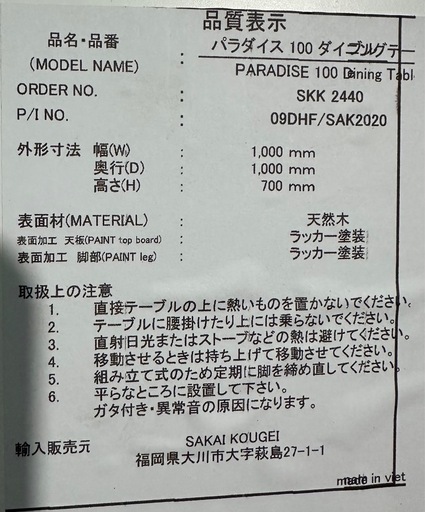 品質表示
品名・品番 : パラダイス 100 ダイニングテー
(MODEL NAME) PARADISE 100 Dining Tabl
ORDER NO. : SKK 2440
P/I NO. : 09DHF/SAK2020
外形寸法 幅(W) : 1,000 mm
奥行(D) : 1,000 mm
高さ(H) : 700 mm
表面材(MATERIAL) : 天然木
表面加工 天板(PAINT top board) : ラッカー塗装
表面加工 脚部(PAINT leg) : ラッカー塗装
取扱上の注意
1. 直接テーブルの上に熱いものを置かないでください。
2. テーブルに腰掛けたり上には乗らないでください。
3. 直射日光またはストーブなどの熱は避けてください。
4. 移動させるときは持ち上げて移動させてください。
5. 組み立て式のため定期に脚を締め直してください。
6. 平らなところに設置して下さい。
ガタ付き・異常音の原因になります。
輸入販売元 SAKAI KOUGEI
福岡県大川市大字萩島27-1-1
made in viet